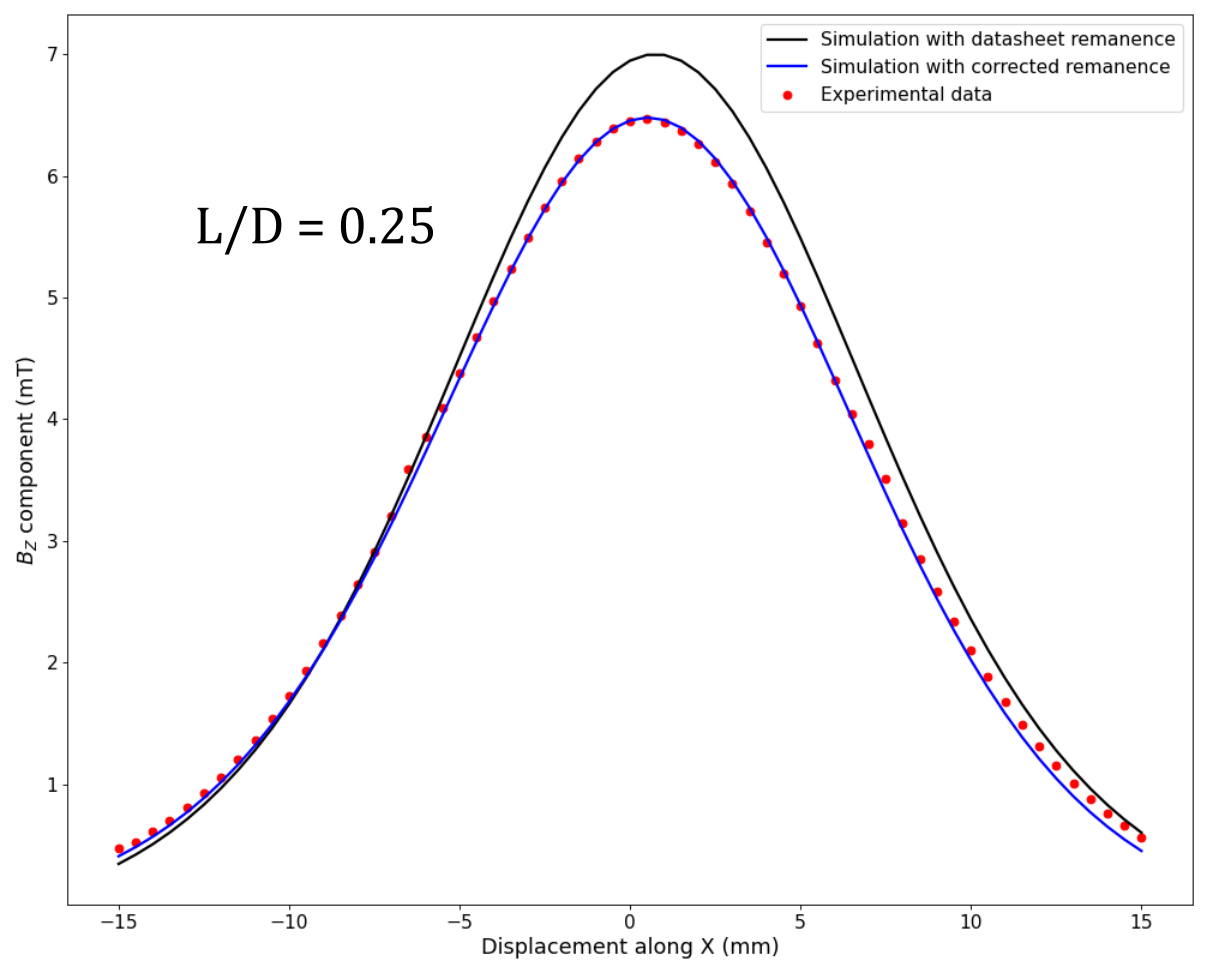 Simulation with datasheet remanence
Simulation with corrected remanence
Experimental data
L/D = 0.25
7
6
5
4
3
2
1
B_Z component (mT)
−15
−10
−5
0
5
10
15
Displacement along X (mm)